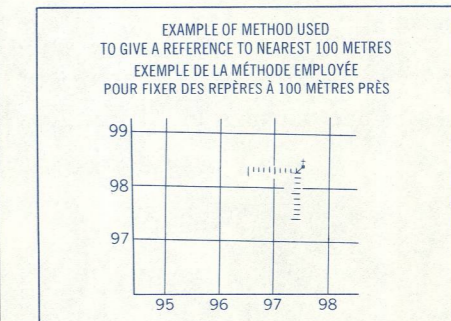 EXAMPLE OF METHOD USED
TO GIVE A REFERENCE TO NEAREST 100 METRES
EXEMPLE DE LA MÉTHODE EMPLOYÉE
POUR FIXER DES REPÈRES À 100 MÈTRES PRÈS
99
98
97
95 96 97 98